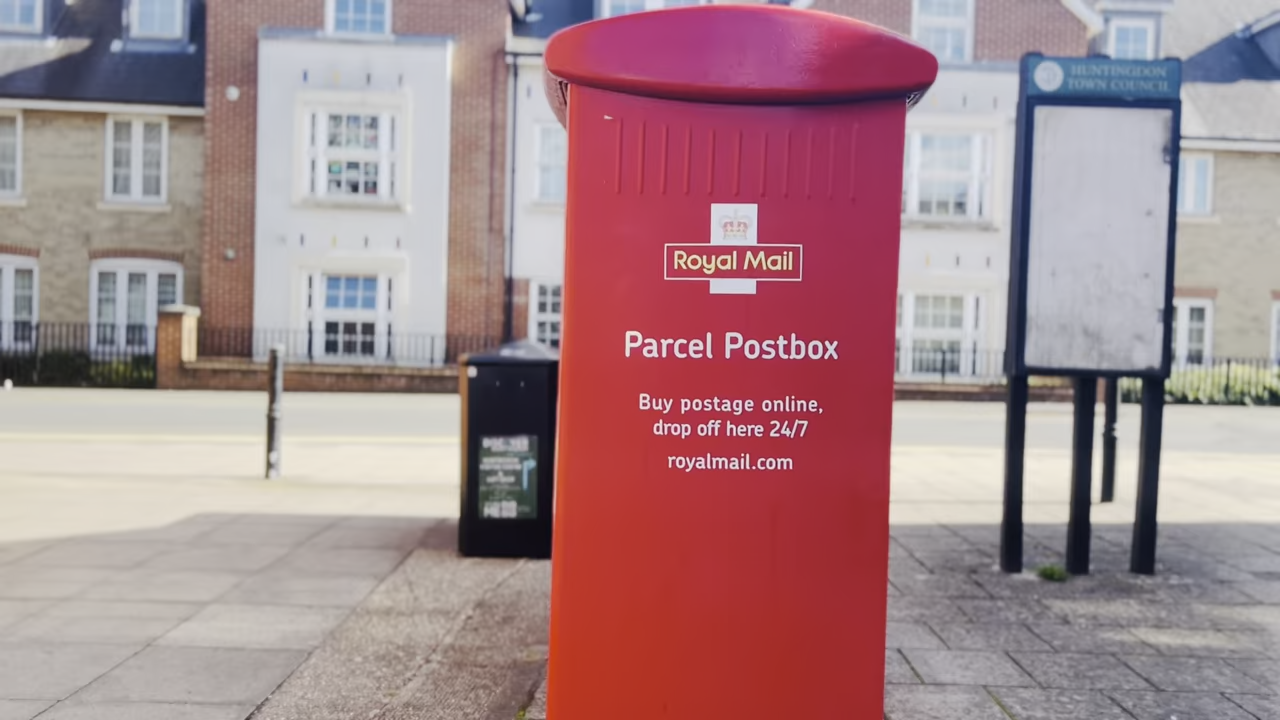 HUNTINGDON
TOWN COUNCIL
Royal Mail
Parcel Postbox
Buy postage online,
drop off here 24/7
royalmail.com